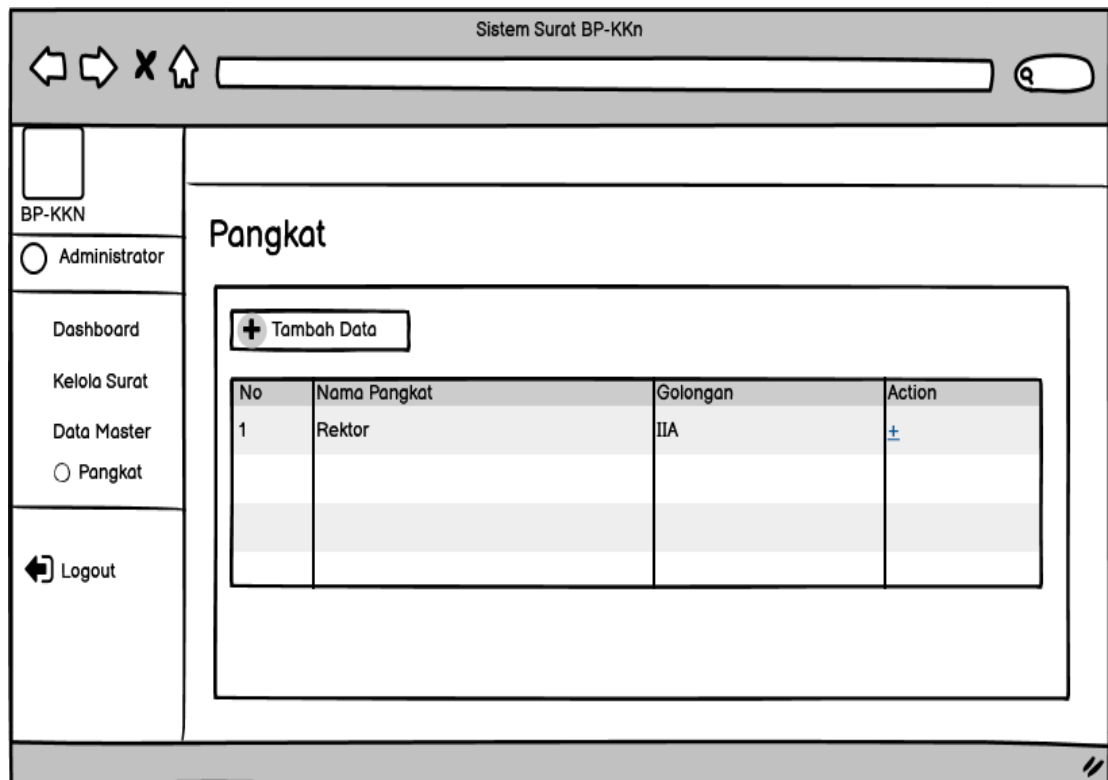 Sistem Surat BP-KKn
BP-KKN
Administrator
Dashboard
Kelola Surat
Data Master
Pangkat
Logout
Pangkat
Tambah Data
No Nama Pangkat Golongan Action
1 Rektor IIA +